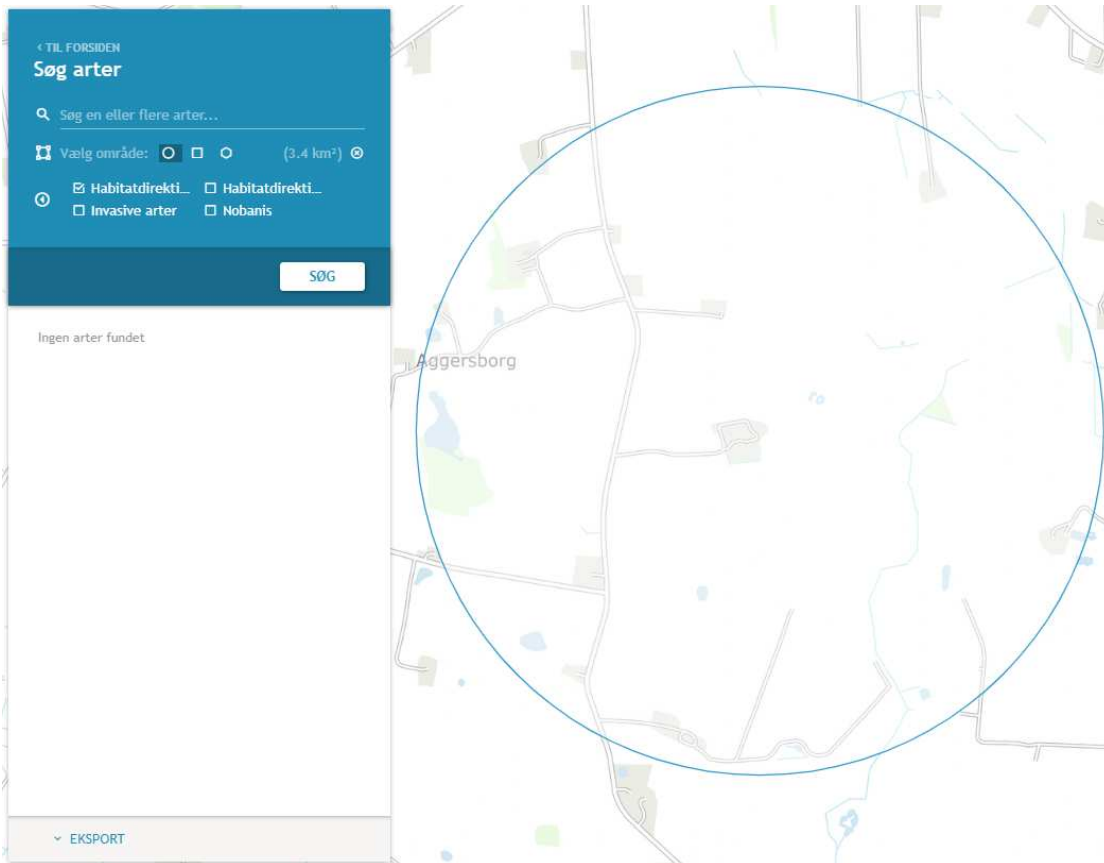 ‹ TIL FORSIDEN
Søg arter
Søg en eller flere arter...
Vælg område: (3.4 km²)
Habitatdirekti... Habitatdirekti...
Invasive arter Nobanis
SØG
Ingen arter fundet
Aggersborg
ro
EKSPORT